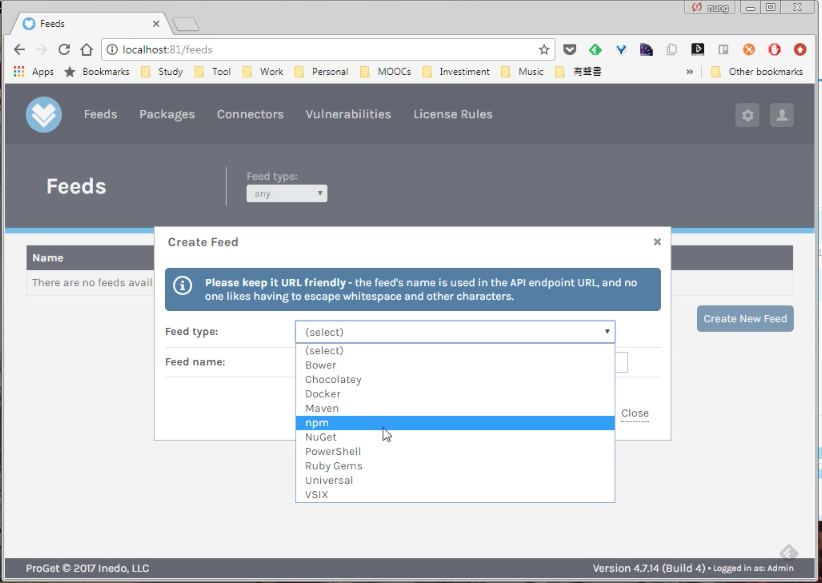 nung
Feeds
localhost:81/feeds
Apps Bookmarks Study Tool Work Personal MOOCs Investiment Music 有聲書 » Other bookmarks
Feeds Packages Connectors Vulnerabilities License Rules
Feeds
Feed type:
any
Name
There are no feeds avail
Create New Feed
Create Feed
Please keep it URL friendly - the feed's name is used in the API endpoint URL, and no
one likes having to escape whitespace and other characters.
Feed type: (select)
Feed name:
(select)
Bower
Chocolatey
Docker
Maven
npm
NuGet
PowerShell
Ruby Gems
Universal
VSIX
Close
ProGet © 2017 Inedo, LLC
Version 4.7.14 (Build 4) • Logged in as: Admin